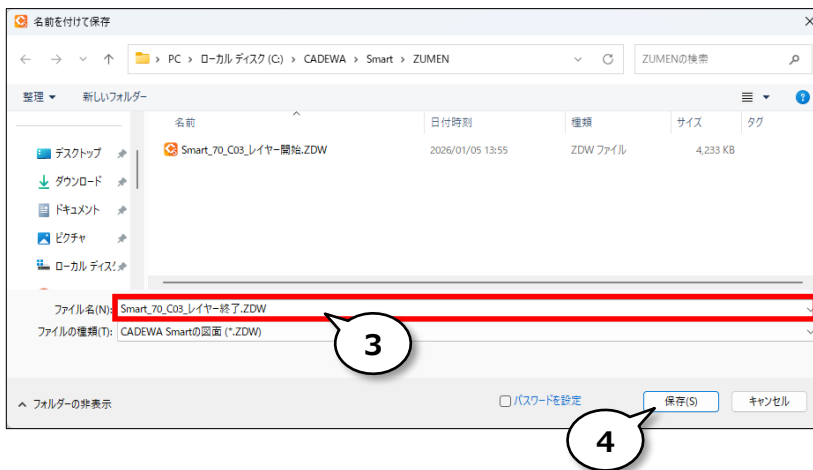 名前を付けて保存
PC › ローカル ディスク (C:) › CADEWA › Smart › ZUMEN
ZUMENの検索
整理 新しいフォルダー
名前 日付時刻 種類 サイズ タグ
Smart_70_C03_レイヤー開始.ZDW 2026/01/05 13:55 ZDW ファイル 4,233 KB
デスクトップ
ダウンロード
ドキュメント
ピクチャ
ローカル ディスク
ファイル名(N): Smart_70_C03_レイヤー終了.ZDW
ファイルの種類(T): CADEWA Smartの図面 (*.ZDW)
3
フォルダーの非表示
パスワードを設定
保存(S)
キャンセル
4